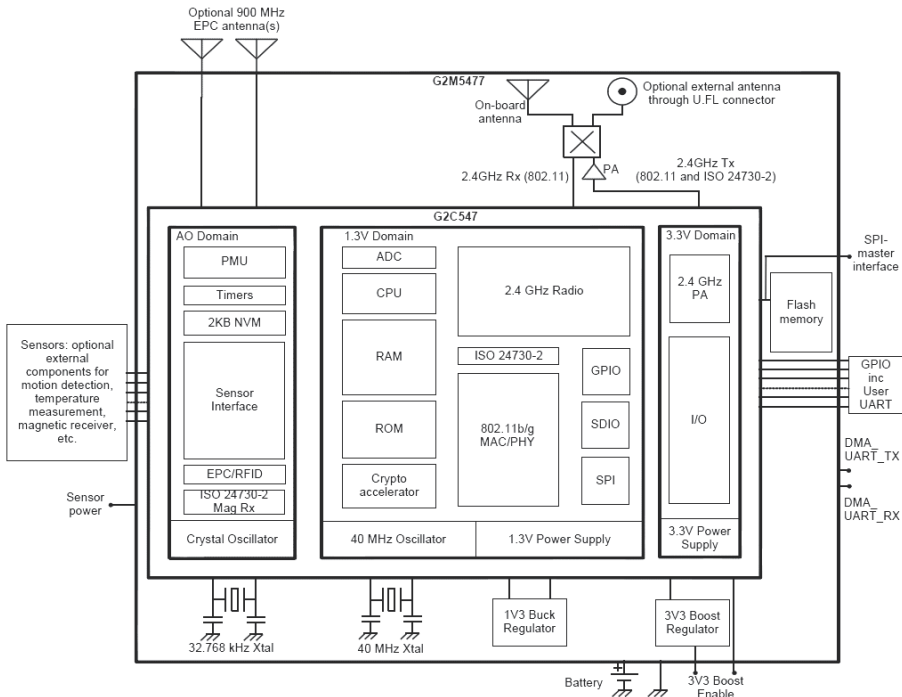 Optional 900 MHz
EPC antenna(s)
G2M5477
On-board
antenna
Optional external antenna
through U.FL connector
2.4GHz Rx (802.11)
PA
2.4GHz Tx
(802.11 and ISO 24730-2)
G2C547
AO Domain
PMU
Timers
2KB NVM
Sensor
Interface
EPC/RFID
ISO 24730-2
Mag Rx
Crystal Oscillator
1.3V Domain
ADC
CPU
RAM
ROM
Crypto
accelerator
2.4 GHz Radio
ISO 24730-2
802.11b/g
MAC/PHY
GPIO
SDIO
SPI
40 MHz Oscillator
1.3V Power Supply
3.3V Domain
2.4 GHz
PA
I/O
3.3V Power
Supply
SPI-
master
interface
Flash
memory
GPIO
inc
User
UART
DMA_
UART_TX
DMA_
UART_RX
Sensors: optional
external
components for
motion detection,
temperature
measurement,
magnetic receiver,
etc.
Sensor
power
32.768 kHz Xtal
40 MHz Xtal
1V3 Buck
Regulator
3V3 Boost
Regulator
Battery
+
3V3 Boost
Enable